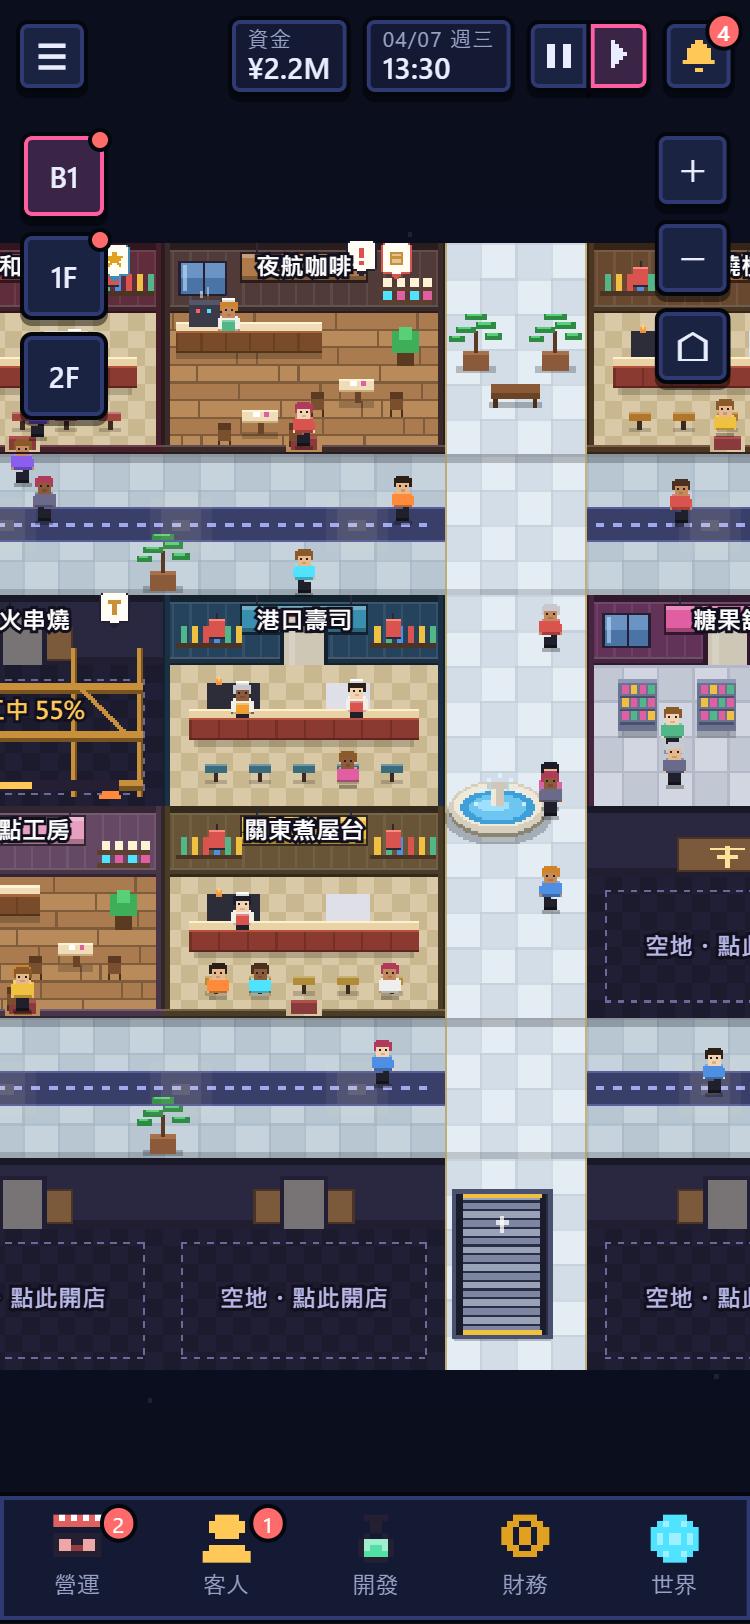 資金
¥2.2M
04/07 週三
13:30
4
B1
1F
2F
和
夜航咖啡
火串燒
中 55%
港口壽司
糖果
點工房
關東煮屋台
空地・點此
點此開店
空地・點此開店
空地・點此
2
1
營運
客人
開發
財務
世界